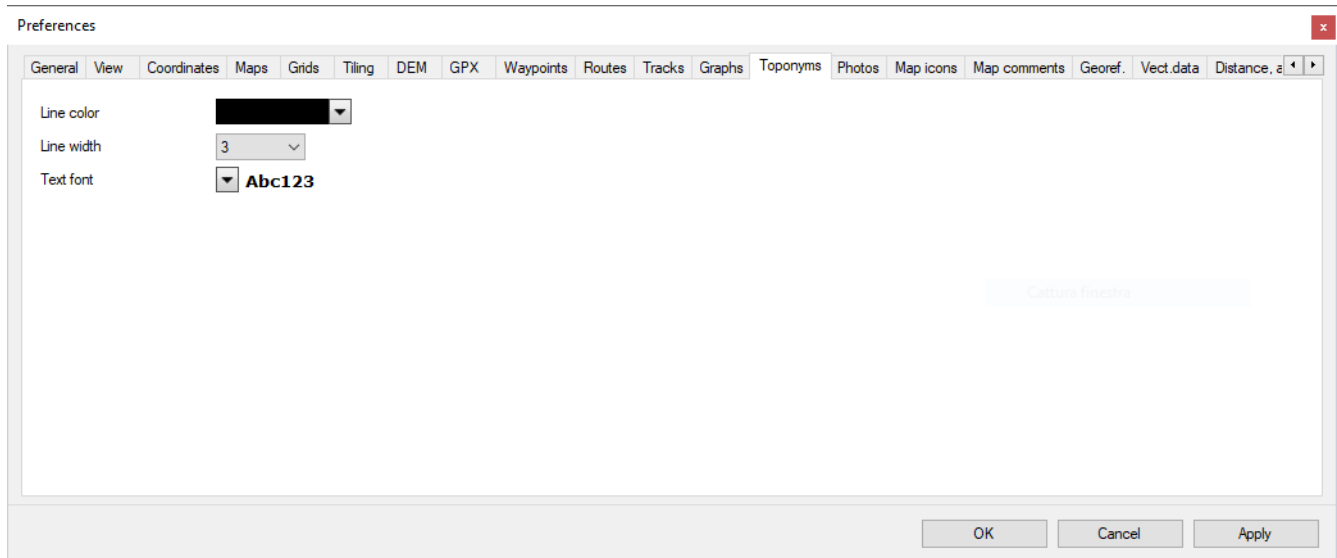 Preferences
x
General View Coordinates Maps Grids Tiling DEM GPX Waypoints Routes Tracks Graphs Toponyms Photos Map icons Map comments Georef. Vect.data Distance, a
Line color
Line width 3
Text font Abc123
Cattura finestra
OK Cancel Apply